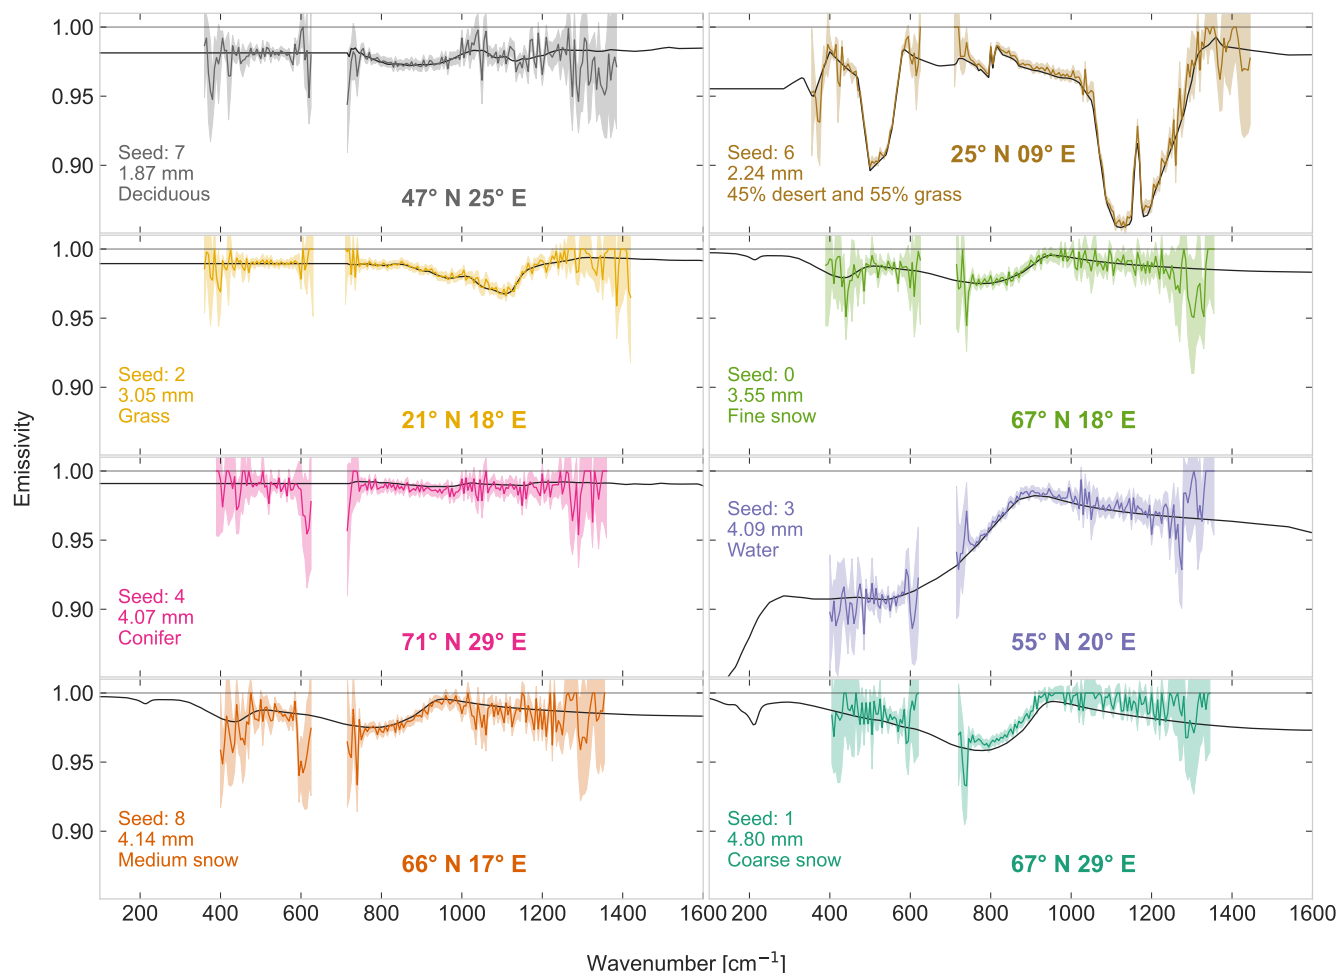 1.00
0.95
0.90
Seed: 7
1.87 mm
Deciduous
47° N 25° E
Seed: 6
2.24 mm
45% desert and 55% grass
25° N 09° E
1.00
0.95
0.90
Seed: 2
3.05 mm
Grass
21° N 18° E
Seed: 0
3.55 mm
Fine snow
67° N 18° E
Emissivity
1.00
0.95
0.90
Seed: 4
4.07 mm
Conifer
71° N 29° E
Seed: 3
4.09 mm
Water
55° N 20° E
1.00
0.95
0.90
Seed: 8
4.14 mm
Medium snow
66° N 17° E
Seed: 1
4.80 mm
Coarse snow
67° N 29° E
200 400 600 800 1000 1200 1400 1600 100 200 400 600 800 1000 1200 1400 1600
Wavenumber [cm⁻¹]